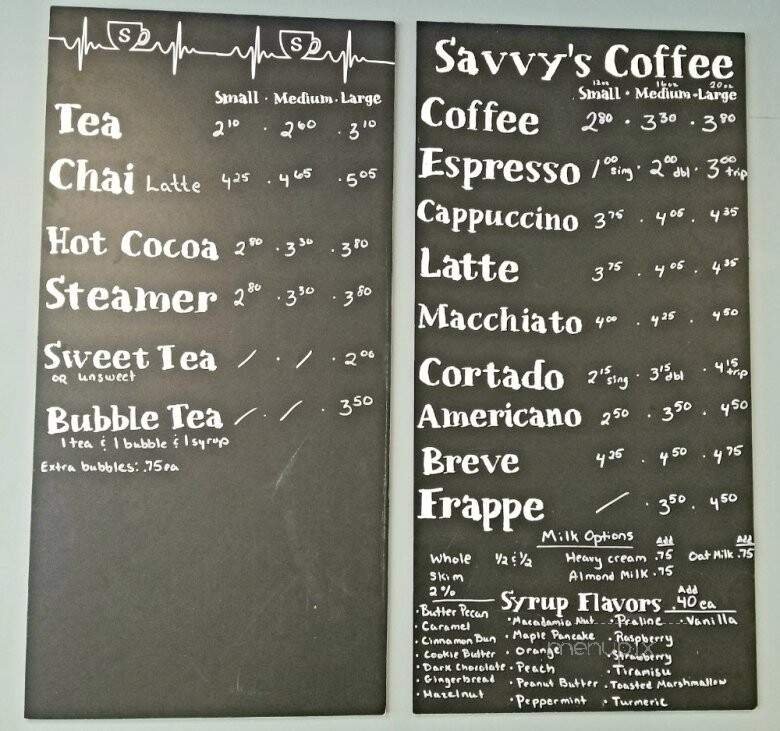 S S
Small · Medium · Large
Tea 2.10 · 2.60 · 3.10
Chai Latte 4.25 · 4.65 · 5.05
Hot Cocoa 2.80 · 3.30 · 3.80
Steamer 2.80 · 3.30 · 3.80
Sweet Tea / · / · 2.00
or unsweet
Bubble Tea / · / · 3.50
1 tea & 1 bubble & 1 syrup
Extra bubbles: .75ea
Savvy's Coffee
12oz 16oz 20oz
Small · Medium · Large
Coffee 2.80 · 3.30 · 3.80
Espresso 1.00 sing · 2.00 dbl · 3.00 trip
Cappuccino 3.75 · 4.05 · 4.35
Latte 3.75 · 4.05 · 4.35
Macchiato 4.00 · 4.25 · 4.50
Cortado 2.15 sing · 3.15 dbl · 4.15 trip
Americano 2.50 · 3.50 · 4.50
Breve 4.25 · 4.50 · 4.75
Frappe / · 3.50 · 4.50
Milk Options Add Add
Whole 1/2 & 1/2 Heavy cream .75 Oat Milk .75
Skim Almond Milk .75
2%
Syrup Flavors Add .40 ea
· Butter Pecan · Macadamia Nut · Praline · Vanilla
· Caramel · Maple Pancake · Raspberry
· Cinnamon Bun · Orange · Strawberry
· Cookie Butter · Peach · Tiramisu
· Dark Chocolate · Peanut Butter · Toasted Marshmallow
· Gingerbread · Peppermint · Turmeric
· Hazelnut
menupix